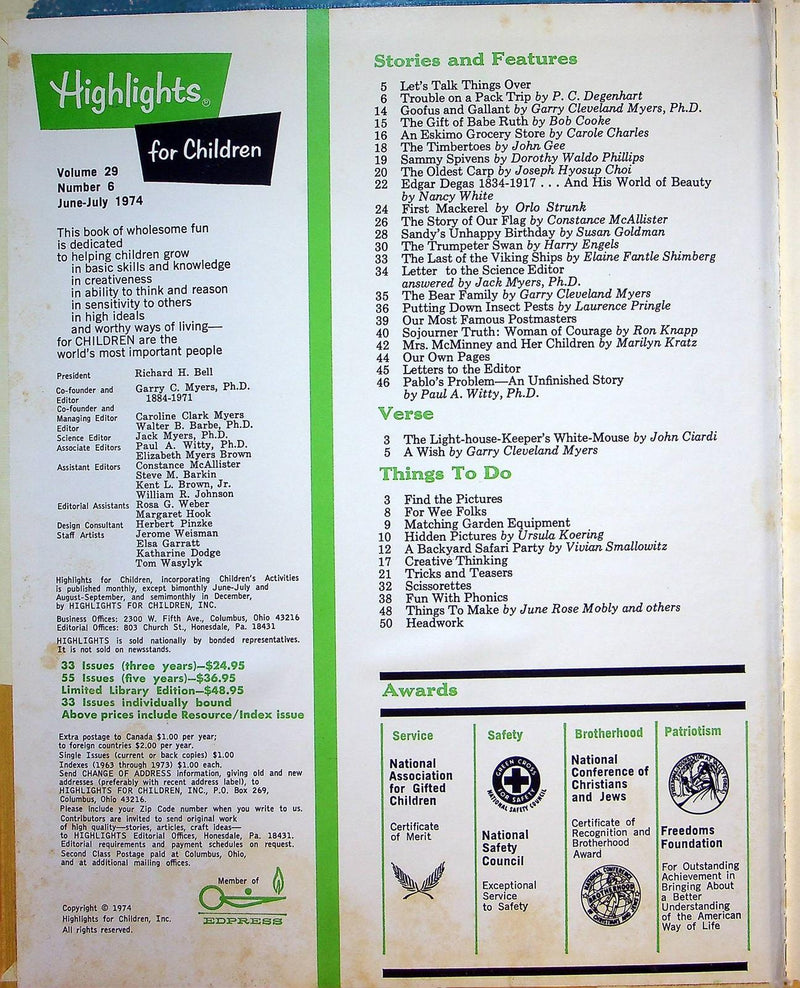 Highlights®
for Children
Volume 29
Number 6
June-July 1974
This book of wholesome fun
is dedicated
to helping children grow
in basic skills and knowledge
in creativeness
in ability to think and reason
in sensitivity to others
in high ideals
and worthy ways of living—
for CHILDREN are the
world's most important people
President Richard H. Bell
Co-founder and Garry C. Myers, Ph.D.
Editor 1884-1971
Co-founder and
Managing Editor Caroline Clark Myers
Editor Walter B. Barbe, Ph.D.
Science Editor Jack Myers, Ph.D.
Associate Editors Paul A. Witty, Ph.D.
Elizabeth Myers Brown
Assistant Editors Constance McAllister
Steve M. Barkin
Kent L. Brown, Jr.
William R. Johnson
Editorial Assistants Rosa G. Weber
Margaret Hook
Design Consultant Herbert Pinzke
Staff Artists Jerome Weisman
Elsa Garratt
Katharine Dodge
Tom Wasylyk
Highlights for Children, incorporating Children's Activities
is published monthly, except bimonthly June-July and
August-September, and semimonthly in December,
by HIGHLIGHTS FOR CHILDREN, INC.
Business Offices: 2300 W. Fifth Ave., Columbus, Ohio 43216
Editorial Offices: 803 Church St., Honesdale, Pa. 18431
HIGHLIGHTS is sold nationally by bonded representatives.
It is not sold on newsstands.
33 Issues (three years)—$24.95
55 Issues (five years)—$36.95
Limited Library Edition—$48.95
33 Issues individually bound
Above prices include Resource/Index issue
Extra postage to Canada $1.00 per year;
to foreign countries $2.00 per year.
Single Issues (current or back copies) $1.00
Indexes (1963 through 1973) $1.00 each.
Send CHANGE OF ADDRESS information, giving old and new
addresses (preferably with recent address label), to
HIGHLIGHTS FOR CHILDREN, INC., P.O. Box 269,
Columbus, Ohio 43216.
Please include your Zip Code number when you write to us.
Contributors are invited to send original work
of high quality—stories, articles, craft ideas—
to HIGHLIGHTS Editorial Offices, Honesdale, Pa. 18431.
Editorial requirements and payment schedules on request.
Second Class Postage paid at Columbus, Ohio,
and at additional mailing offices.
Member of
EDPRESS
Copyright © 1974
Highlights for Children, Inc.
All rights reserved.
Stories and Features
5 Let's Talk Things Over
6 Trouble on a Pack Trip by P. C. Degenhart
14 Goofus and Gallant by Garry Cleveland Myers, Ph.D.
15 The Gift of Babe Ruth by Bob Cooke
16 An Eskimo Grocery Store by Carole Charles
18 The Timbertoes by John Gee
19 Sammy Spivens by Dorothy Waldo Phillips
20 The Oldest Carp by Joseph Hyosup Choi
22 Edgar Degas 1834-1917 . . . And His World of Beauty
by Nancy White
24 First Mackerel by Orlo Strunk
26 The Story of Our Flag by Constance McAllister
28 Sandy's Unhappy Birthday by Susan Goldman
30 The Trumpeter Swan by Harry Engels
33 The Last of the Viking Ships by Elaine Fantle Shimberg
34 Letter to the Science Editor
answered by Jack Myers, Ph.D.
35 The Bear Family by Garry Cleveland Myers
36 Putting Down Insect Pests by Laurence Pringle
39 Our Most Famous Postmasters
40 Sojourner Truth: Woman of Courage by Ron Knapp
42 Mrs. McMinney and Her Children by Marilyn Kratz
44 Our Own Pages
45 Letters to the Editor
46 Pablo's Problem—An Unfinished Story
by Paul A. Witty, Ph.D.
Verse
3 The Light-house-Keeper's White-Mouse by John Ciardi
5 A Wish by Garry Cleveland Myers
Things To Do
3 Find the Pictures
8 For Wee Folks
9 Matching Garden Equipment
10 Hidden Pictures by Ursula Koering
12 A Backyard Safari Party by Vivian Smallowitz
17 Creative Thinking
21 Tricks and Teasers
32 Scissorettes
38 Fun With Phonics
48 Things To Make by June Rose Mobly and others
50 Headwork
Awards
Service
National
Association
for Gifted
Children
Certificate
of Merit
Safety
GREEN CROSS
FOR SAFETY
NATIONAL SAFETY COUNCIL
National
Safety
Council
Exceptional
Service
to Safety
Brotherhood
National
Conference of
Christians
and Jews
Certificate of
Recognition and
Brotherhood
Award
NATIONAL CONFERENCE
BROTHERHOOD
OF CHRISTIANS AND JEWS
Patriotism
Freedoms
Foundation
For Outstanding
Achievement in
Bringing About
a Better
Understanding
of the American
Way of Life